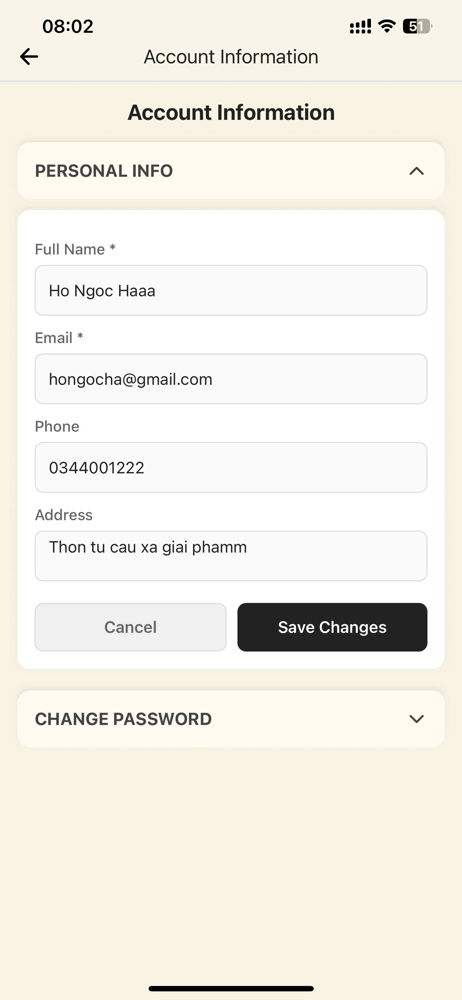 08:02
51
Account Information
Account Information
PERSONAL INFO
Full Name *
Ho Ngoc Haaa
Email *
hongocha@gmail.com
Phone
0344001222
Address
Thon tu cau xa giai phamm
Cancel
Save Changes
CHANGE PASSWORD